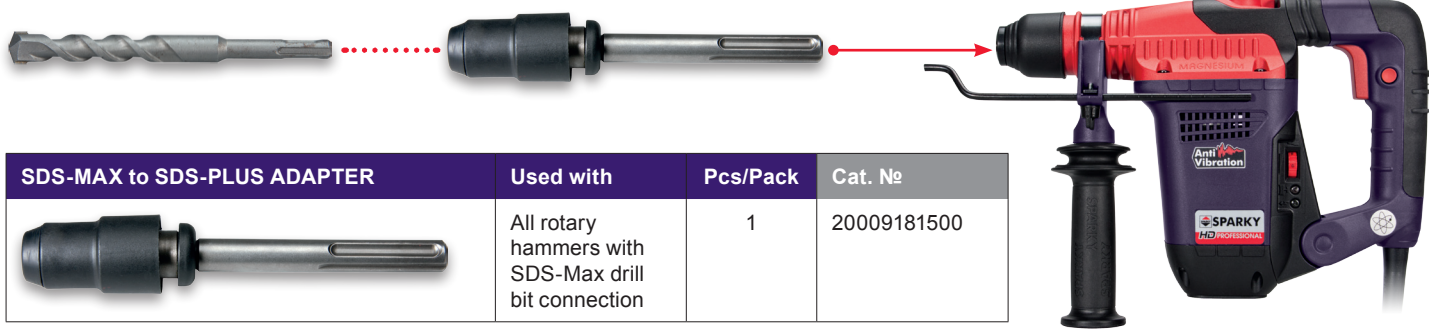 MAGNESIUM
Anti
Vibration
SPARKY
HD PROFESSIONAL
SDS-MAX to SDS-PLUS ADAPTER Used with Pcs/Pack Cat. №
All rotary 1 20009181500
hammers with
SDS-Max drill
bit connection